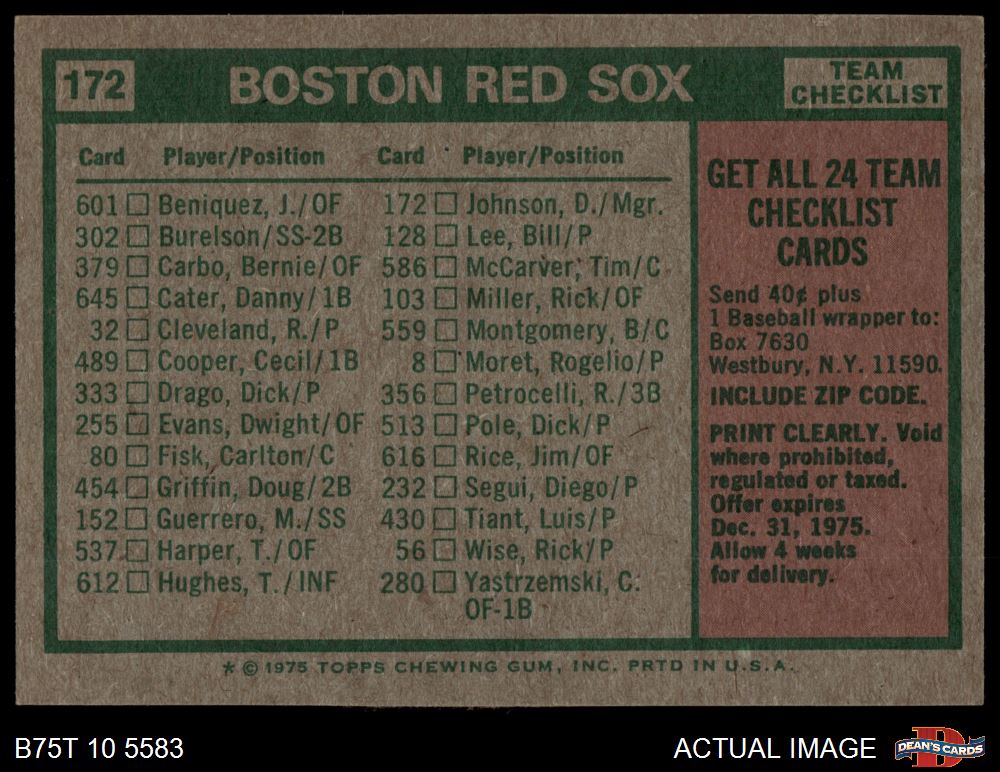 172 BOSTON RED SOX TEAM CHECKLIST
Card Player/Position
601 Beniquez, J./OF
302 Burelson/SS-2B
379 Carbo, Bernie/OF
645 Cater, Danny/1B
32 Cleveland, R./P
489 Cooper, Cecil/1B
333 Drago, Dick/P
255 Evans, Dwight/OF
80 Fisk, Carlton/C
454 Griffin, Doug/2B
152 Guerrero, M./SS
537 Harper, T./OF
612 Hughes, T./INF
Card Player/Position
172 Johnson, D./Mgr.
128 Lee, Bill/P
586 McCarver, Tim/C
103 Miller, Rick/OF
559 Montgomery, B/C
8 Moret, Rogelio/P
356 Petrocelli, R./3B
513 Pole, Dick/P
616 Rice, Jim/OF
232 Segui, Diego/P
430 Tiant, Luis/P
56 Wise, Rick/P
280 Yastrzemski, C.
OF-1B
GET ALL 24 TEAM
CHECKLIST
CARDS
Send 40¢ plus
1 Baseball wrapper to:
Box 7630
Westbury, N.Y. 11590.
INCLUDE ZIP CODE.
PRINT CLEARLY. Void
where prohibited,
regulated or taxed.
Offer expires
Dec. 31, 1975.
Allow 4 weeks
for delivery.
* © 1975 TOPPS CHEWING GUM, INC. PRTD IN U.S.A.
B75T 10 5583
ACTUAL IMAGE
DEAN'S CARDS